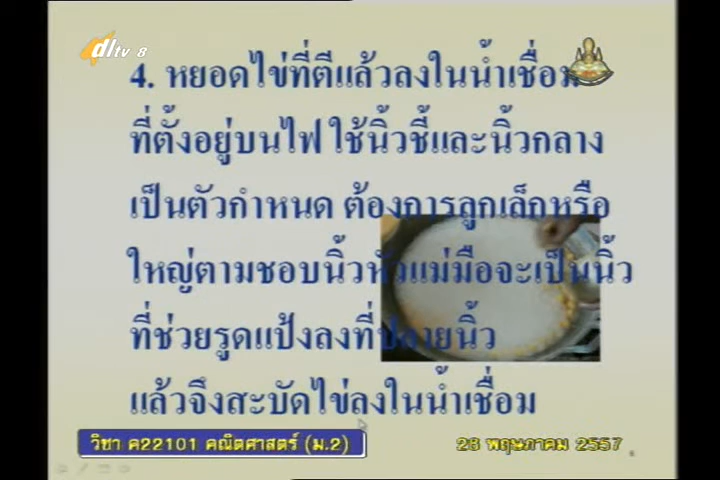 dltv 8
4. หยอดไข่ที่ตีแล้วลงในน้ำเชื่อม
ที่ตั้งอยู่บนไฟ ใช้นิ้วชี้และนิ้วกลาง
เป็นตัวกำหนด ต้องการลูกเล็กหรือ
ใหญ่ตามชอบนิ้วหัวแม่มือจะเป็นนิ้ว
ที่ช่วยรูดแป้งลงที่ปลายนิ้ว
แล้วจึงสะบัดไข่ลงในน้ำเชื่อม
วิชา ค22101 คณิตศาสตร์ (ม.2)
23 พฤษภาคม 2557